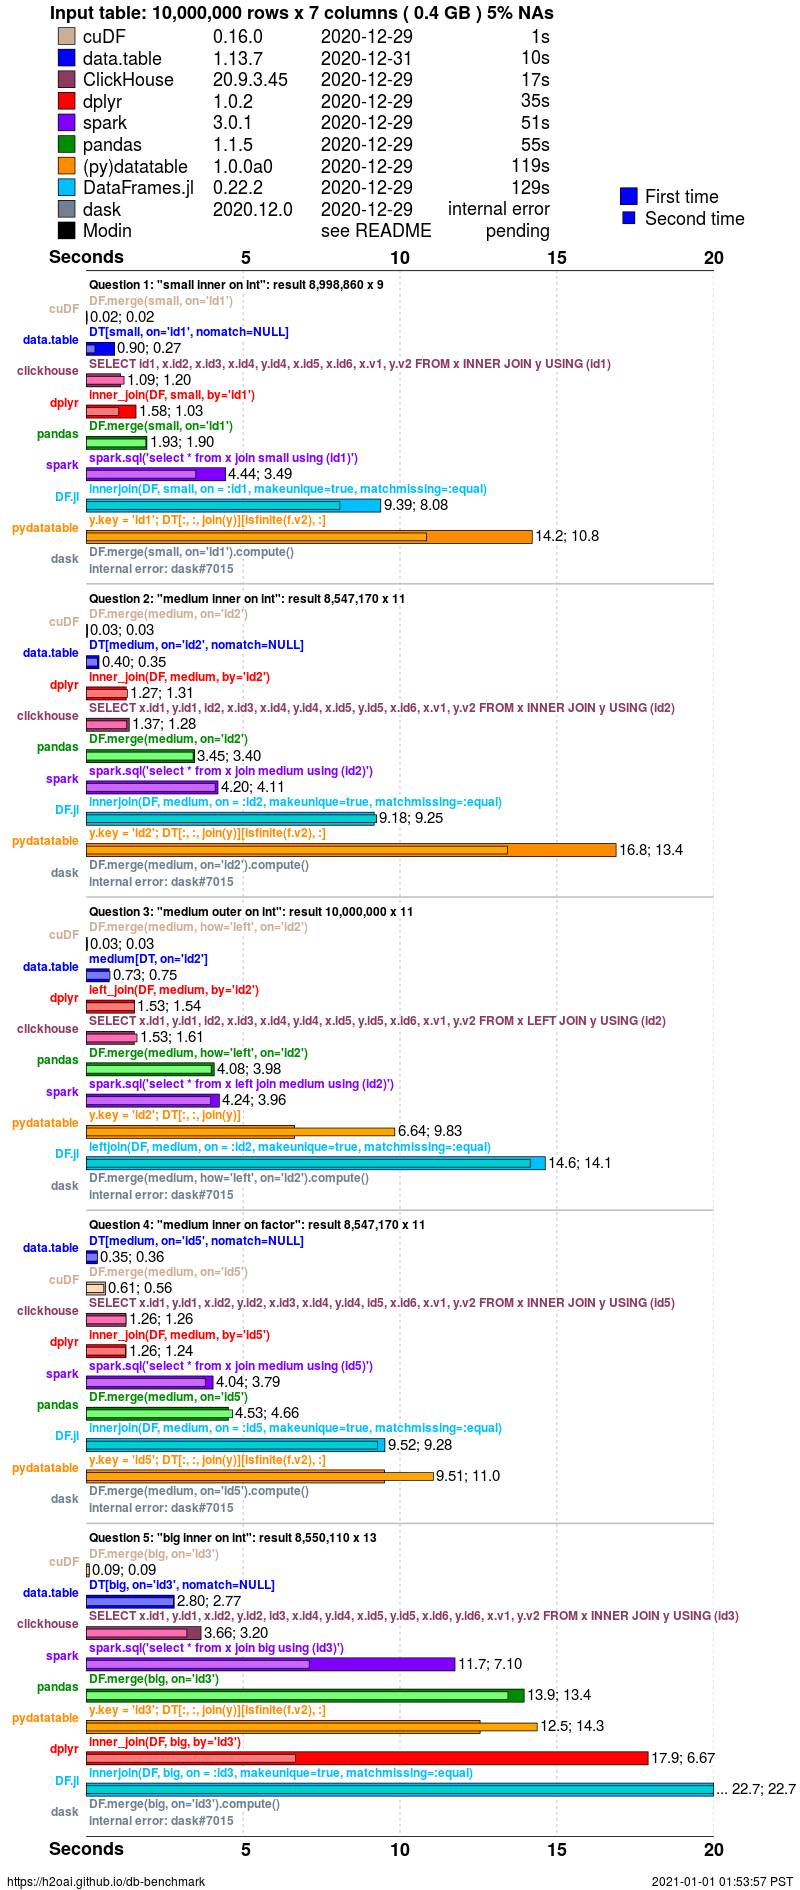 Input table: 10,000,000 rows x 7 columns ( 0.4 GB ) 5% NAs
cuDF 0.16.0 2020-12-29 1s
data.table 1.13.7 2020-12-31 10s
ClickHouse 20.9.3.45 2020-12-29 17s
dplyr 1.0.2 2020-12-29 35s
spark 3.0.1 2020-12-29 51s
pandas 1.1.5 2020-12-29 55s
(py)datatable 1.0.0a0 2020-12-29 119s
DataFrames.jl 0.22.2 2020-12-29 129s
dask 2020.12.0 2020-12-29 internal error
Modin see README pending
First time
Second time
Seconds 5 10 15 20
Question 1: "small inner on int": result 8,998,860 x 9
DF.merge(small, on='id1')
cuDF 0.02; 0.02
DT[small, on='id1', nomatch=NULL]
data.table 0.90; 0.27
SELECT id1, x.id2, x.id3, x.id4, y.id4, x.id5, x.id6, x.v1, y.v2 FROM x INNER JOIN y USING (id1)
clickhouse 1.09; 1.20
inner_join(DF, small, by='id1')
dplyr 1.58; 1.03
DF.merge(small, on='id1')
pandas 1.93; 1.90
spark.sql('select * from x join small using (id1)')
spark 4.44; 3.49
innerjoin(DF, small, on = :id1, makeunique=true, matchmissing=:equal)
DF.jl 9.39; 8.08
y.key = 'id1'; DT[:, :, join(y)][isfinite(f.v2), :]
pydatatable 14.2; 10.8
DF.merge(small, on='id1').compute()
dask internal error: dask#7015
Question 2: "medium inner on int": result 8,547,170 x 11
DF.merge(medium, on='id2')
cuDF 0.03; 0.03
DT[medium, on='id2', nomatch=NULL]
data.table 0.40; 0.35
inner_join(DF, medium, by='id2')
dplyr 1.27; 1.31
SELECT x.id1, y.id1, id2, x.id3, x.id4, y.id4, x.id5, y.id5, x.id6, x.v1, y.v2 FROM x INNER JOIN y USING (id2)
clickhouse 1.37; 1.28
DF.merge(medium, on='id2')
pandas 3.45; 3.40
spark.sql('select * from x join medium using (id2)')
spark 4.20; 4.11
innerjoin(DF, medium, on = :id2, makeunique=true, matchmissing=:equal)
DF.jl 9.18; 9.25
y.key = 'id2'; DT[:, :, join(y)][isfinite(f.v2), :]
pydatatable 16.8; 13.4
DF.merge(medium, on='id2').compute()
dask internal error: dask#7015
Question 3: "medium outer on int": result 10,000,000 x 11
DF.merge(medium, how='left', on='id2')
cuDF 0.03; 0.03
medium[DT, on='id2']
data.table 0.73; 0.75
left_join(DF, medium, by='id2')
dplyr 1.53; 1.54
SELECT x.id1, y.id1, id2, x.id3, x.id4, y.id4, x.id5, y.id5, x.id6, x.v1, y.v2 FROM x LEFT JOIN y USING (id2)
clickhouse 1.53; 1.61
DF.merge(medium, how='left', on='id2')
pandas 4.08; 3.98
spark.sql('select * from x left join medium using (id2)')
spark 4.24; 3.96
y.key = 'id2'; DT[:, :, join(y)]
pydatatable 6.64; 9.83
leftjoin(DF, medium, on = :id2, makeunique=true, matchmissing=:equal)
DF.jl 14.6; 14.1
DF.merge(medium, how='left', on='id2').compute()
dask internal error: dask#7015
Question 4: "medium inner on factor": result 8,547,170 x 11
DT[medium, on='id5', nomatch=NULL]
data.table 0.35; 0.36
DF.merge(medium, on='id5')
cuDF 0.61; 0.56
SELECT x.id1, y.id1, x.id2, y.id2, x.id3, x.id4, y.id4, id5, x.id6, x.v1, y.v2 FROM x INNER JOIN y USING (id5)
clickhouse 1.26; 1.26
inner_join(DF, medium, by='id5')
dplyr 1.26; 1.24
spark.sql('select * from x join medium using (id5)')
spark 4.04; 3.79
DF.merge(medium, on='id5')
pandas 4.53; 4.66
innerjoin(DF, medium, on = :id5, makeunique=true, matchmissing=:equal)
DF.jl 9.52; 9.28
y.key = 'id5'; DT[:, :, join(y)][isfinite(f.v2), :]
pydatatable 9.51; 11.0
DF.merge(medium, on='id5').compute()
dask internal error: dask#7015
Question 5: "big inner on int": result 8,550,110 x 13
DF.merge(big, on='id3')
cuDF 0.09; 0.09
DT[big, on='id3', nomatch=NULL]
data.table 2.80; 2.77
SELECT x.id1, y.id1, x.id2, y.id2, id3, x.id4, y.id4, x.id5, y.id5, x.id6, y.id6, x.v1, y.v2 FROM x INNER JOIN y USING (id3)
clickhouse 3.66; 3.20
spark.sql('select * from x join big using (id3)')
spark 11.7; 7.10
DF.merge(big, on='id3')
pandas 13.9; 13.4
y.key = 'id3'; DT[:, :, join(y)][isfinite(f.v2), :]
pydatatable 12.5; 14.3
inner_join(DF, big, by='id3')
dplyr 17.9; 6.67
innerjoin(DF, big, on = :id3, makeunique=true, matchmissing=:equal)
DF.jl ... 22.7; 22.7
DF.merge(big, on='id3').compute()
dask internal error: dask#7015
Seconds 5 10 15 20
https://h2oai.github.io/db-benchmark 2021-01-01 01:53:57 PST